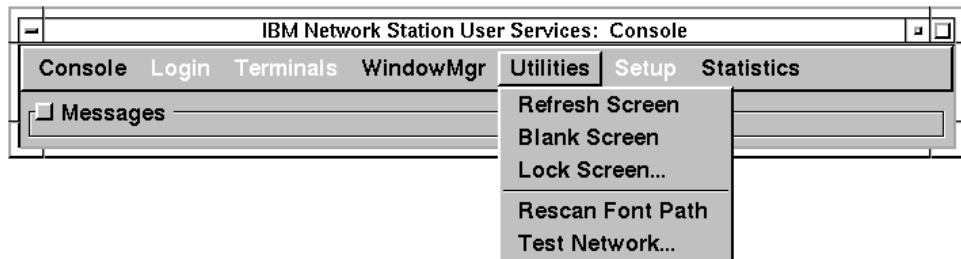 IBM Network Station User Services: Console
Console Login Terminals WindowMgr Utilities Setup Statistics
Messages
Refresh Screen
Blank Screen
Lock Screen...
Rescan Font Path
Test Network...